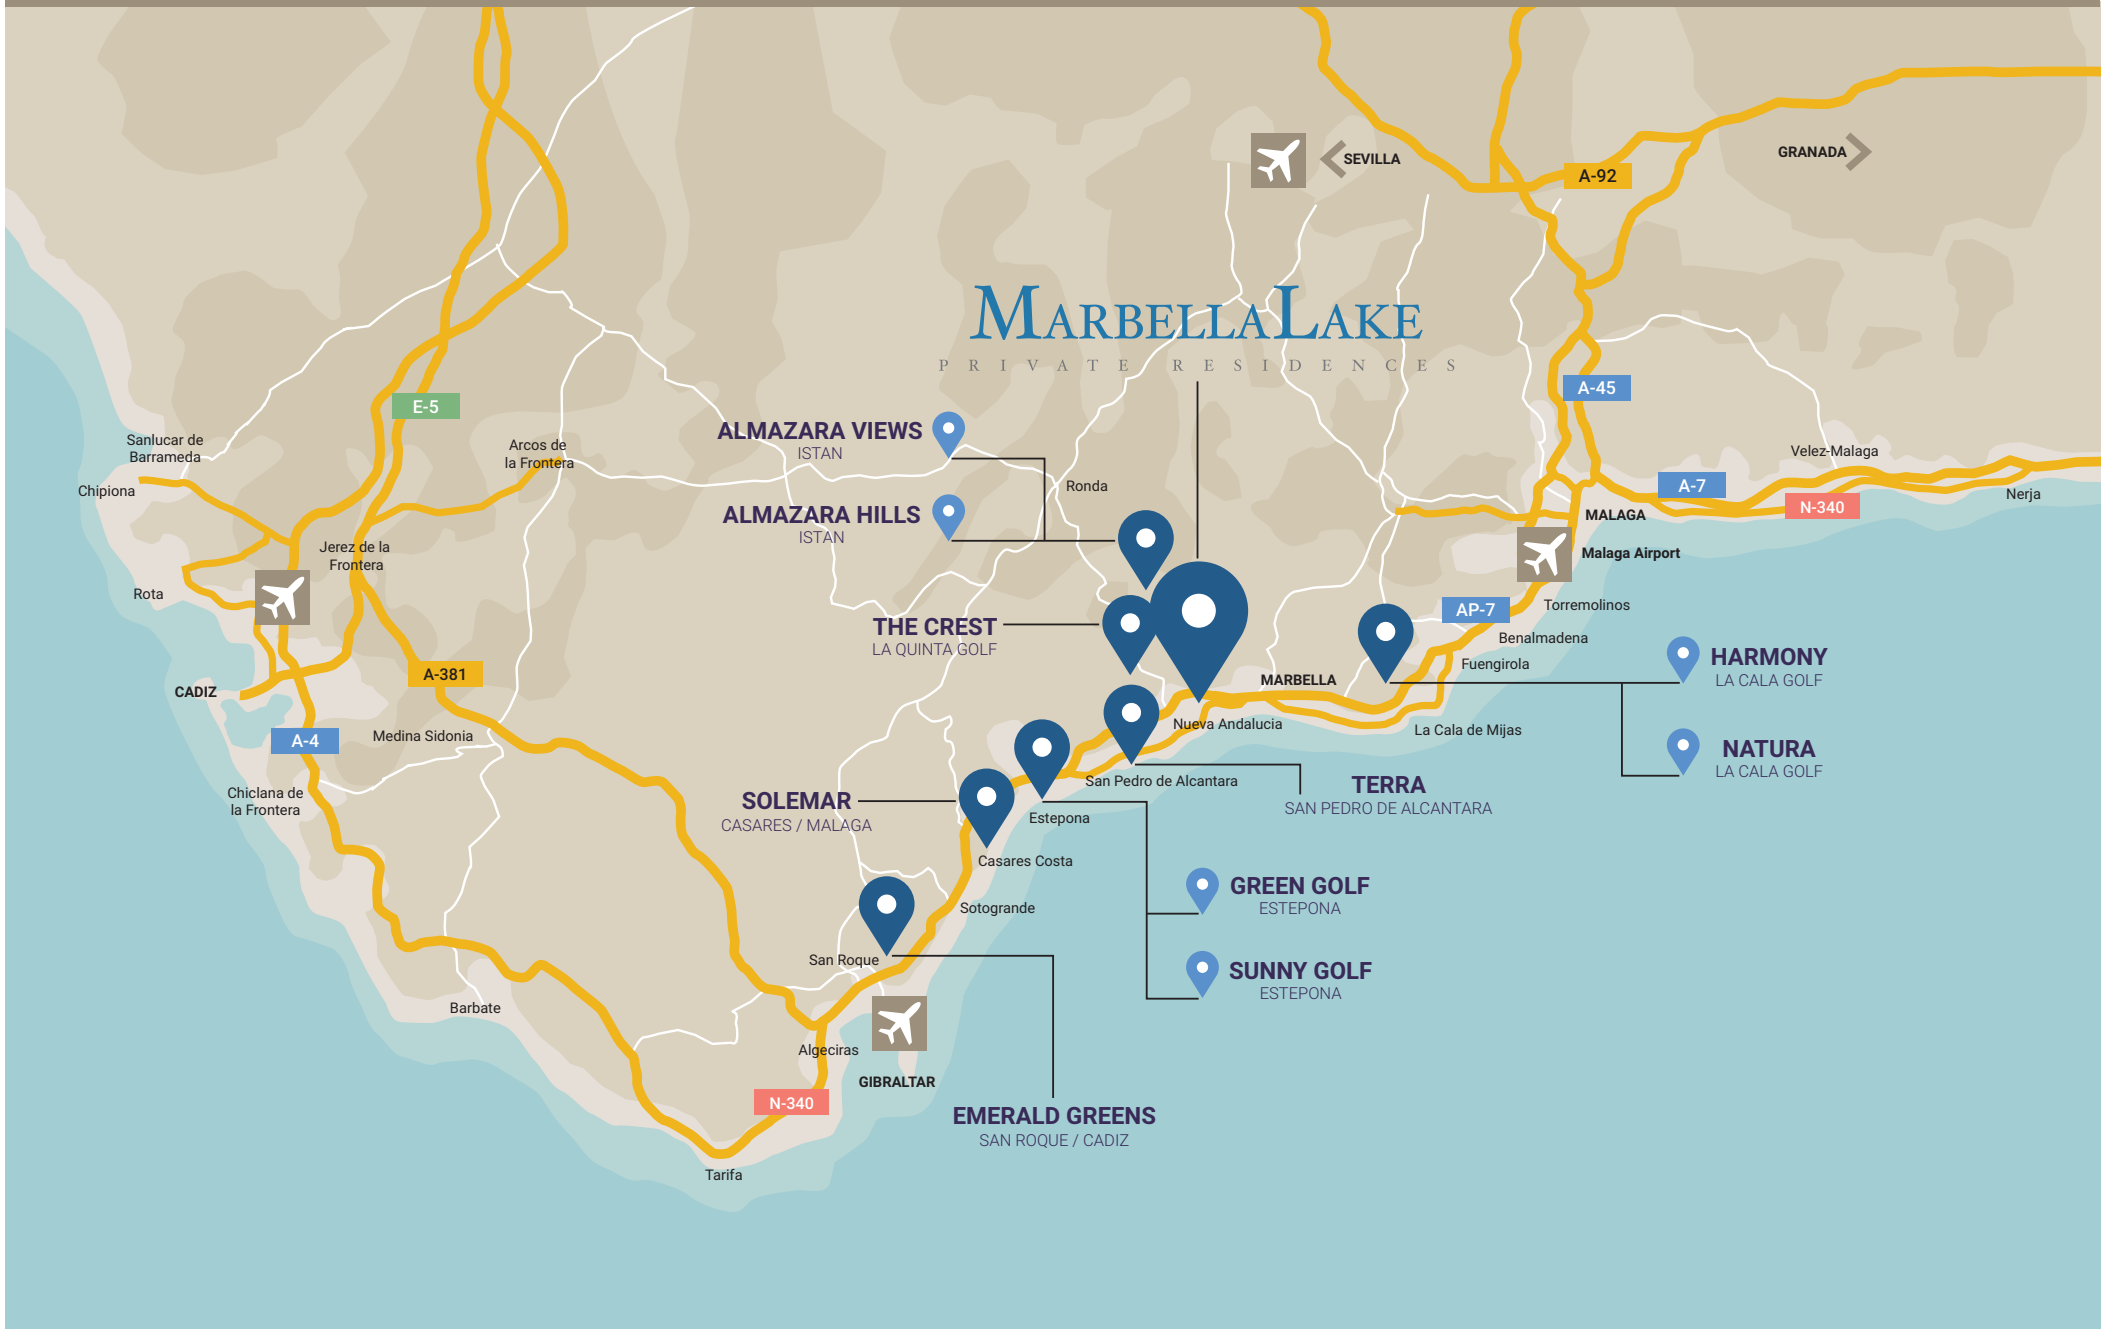 SEVILLA
GRANADA
A-92
MARBELLALAKE
PRIVATE RESIDENCES
A-45
E-5
ALMAZARA VIEWS
ISTAN
Sanlucar de
Barrameda
Arcos de
la Frontera
Velez-Malaga
Chipiona
Ronda
A-7
Nerja
N-340
ALMAZARA HILLS
ISTAN
MALAGA
Jerez de la
Frontera
Malaga Airport
Rota
AP-7
Torremolinos
THE CREST
LA QUINTA GOLF
Benalmadena
Fuengirola
HARMONY
LA CALA GOLF
A-381
MARBELLA
CADIZ
Nueva Andalucia
La Cala de Mijas
A-4
Medina Sidonia
NATURA
LA CALA GOLF
San Pedro de Alcantara
TERRA
SAN PEDRO DE ALCANTARA
Chiclana de
la Frontera
SOLEMAR
CASARES / MALAGA
Estepona
Casares Costa
GREEN GOLF
ESTEPONA
Sotogrande
San Roque
SUNNY GOLF
ESTEPONA
Barbate
Algeciras
GIBRALTAR
N-340
EMERALD GREENS
SAN ROQUE / CADIZ
Tarifa